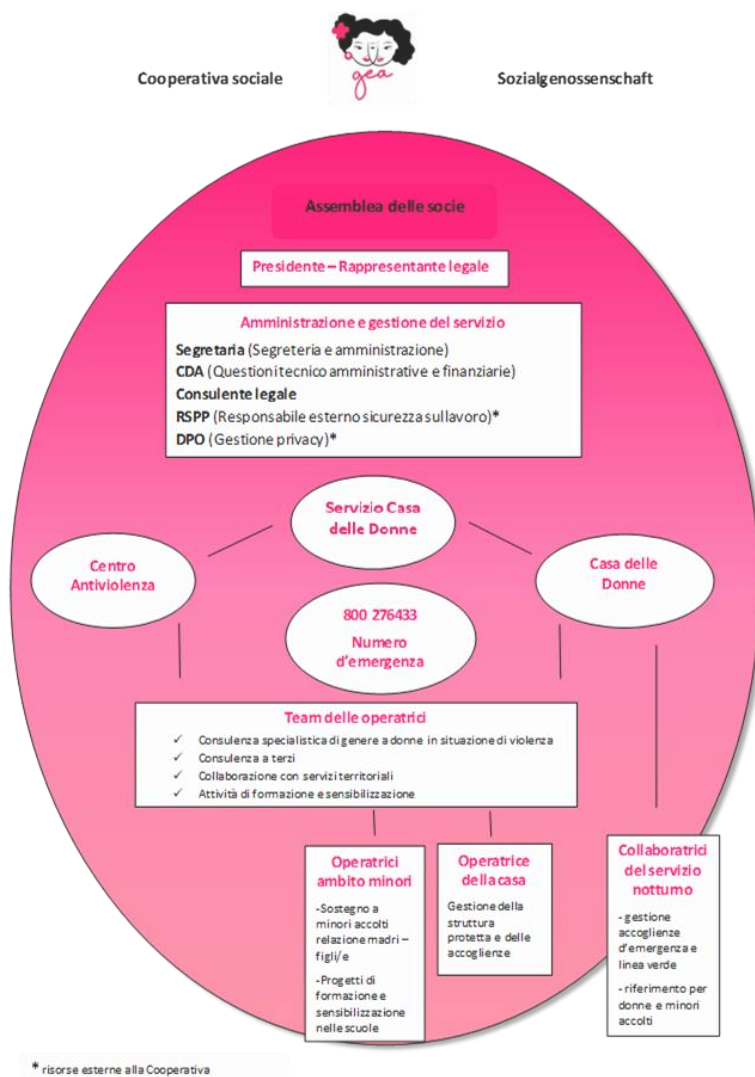 Cooperativa sociale
gea
Sozialgenossenschaft
Assemblea delle socie
Presidente – Rappresentante legale
Amministrazione e gestione del servizio
Segretaria (Segreteria e amministrazione)
CDA (Questioni tecnico amministrative e finanziarie)
Consulente legale
RSPP (Responsabile esterno sicurezza sul lavoro)*
DPO (Gestione privacy)*
Servizio Casa
delle Donne
Centro
Antiviolenza
Casa delle
Donne
800 276433
Numero
d'emergenza
Team delle operatrici
✓ Consulenza specialistica di genere a donne in situazione di violenza
✓ Consulenza a terzi
✓ Collaborazione con servizi territoriali
✓ Attività di formazione e sensibilizzazione
Operatrici
ambito minori
-Sostegno a
minori accolti
relazione madri –
figli/e
-Progetti di
formazione e
sensibilizzazione
nelle scuole
Operatrice
della casa
Gestione della
struttura
protetta e delle
accoglienze
Collaboratrici
del servizio
notturno
- gestione
accoglienze
d'emergenza e
linea verde
- riferimento per
donne e minori
accolti
* risorse esterne alla Cooperativa